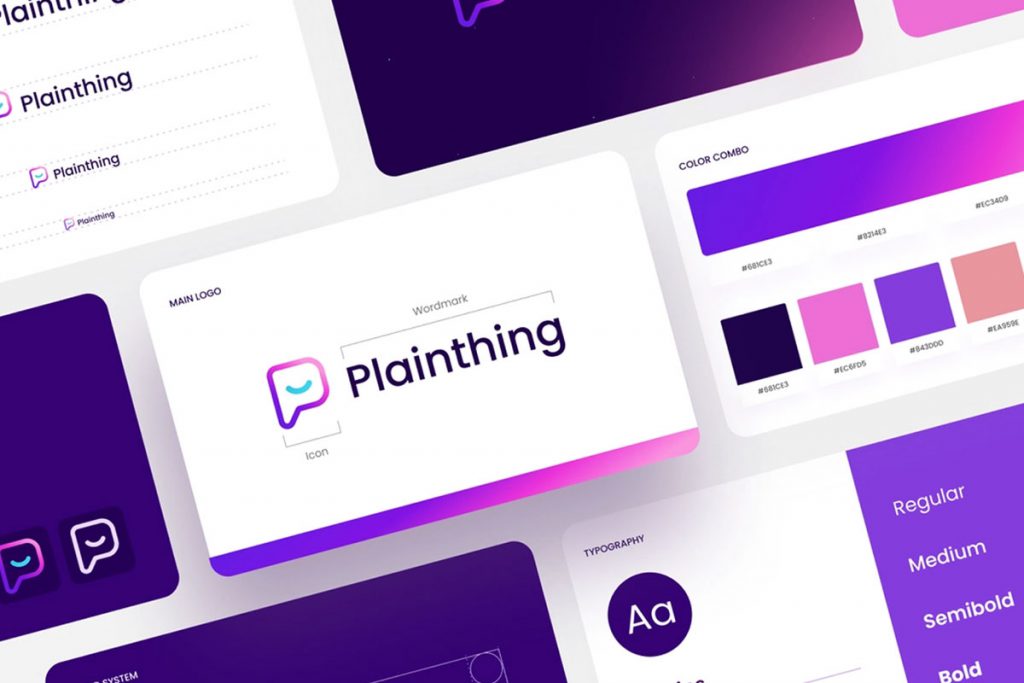 Plainthing
Plainthing
Plainthing
Plainthing
MAIN LOGO
Wordmark
Plainthing
Icon
COLOR COMBO
#681CE3
#8214E3
#EC34D9
#681CE3
#EC6FD5
#843DDD
#EA959E
TYPOGRAPHY
Aa
Regular
Medium
Semibold
Bold
SYSTEM